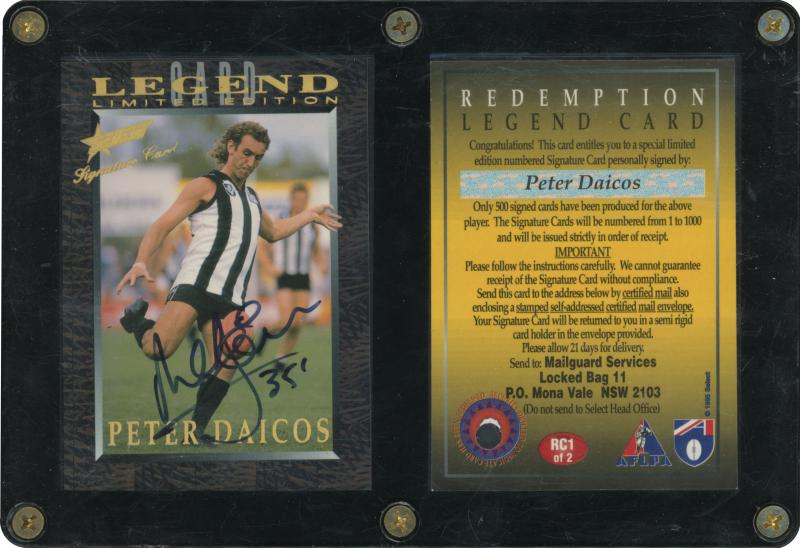 CARD
LEGEND
LIMITED EDITION
Signature Card
PETER DAICOS
35
REDEMPTION
LEGEND CARD
Congratulations! This card entitles you to a special limited
edition numbered Signature Card personally signed by:
Peter Daicos
Only 500 signed cards have been produced for the above
player. The Signature Cards will be numbered from 1 to 1000
and will be issued strictly in order of receipt.
IMPORTANT
Please follow the instructions carefully. We cannot guarantee
receipt of the Signature Card without compliance.
Send this card to the address below by certified mail also
enclosing a stamped self-addressed certified mail envelope.
Your Signature Card will be returned to you in a semi rigid
card holder in the envelope provided.
Please allow 21 days for delivery.
Send to: Mailguard Services
Locked Bag 11
P.O. Mona Vale NSW 2103
(Do not send to Select Head Office)
RC1
of 2
AFLPA
© 1995 Select